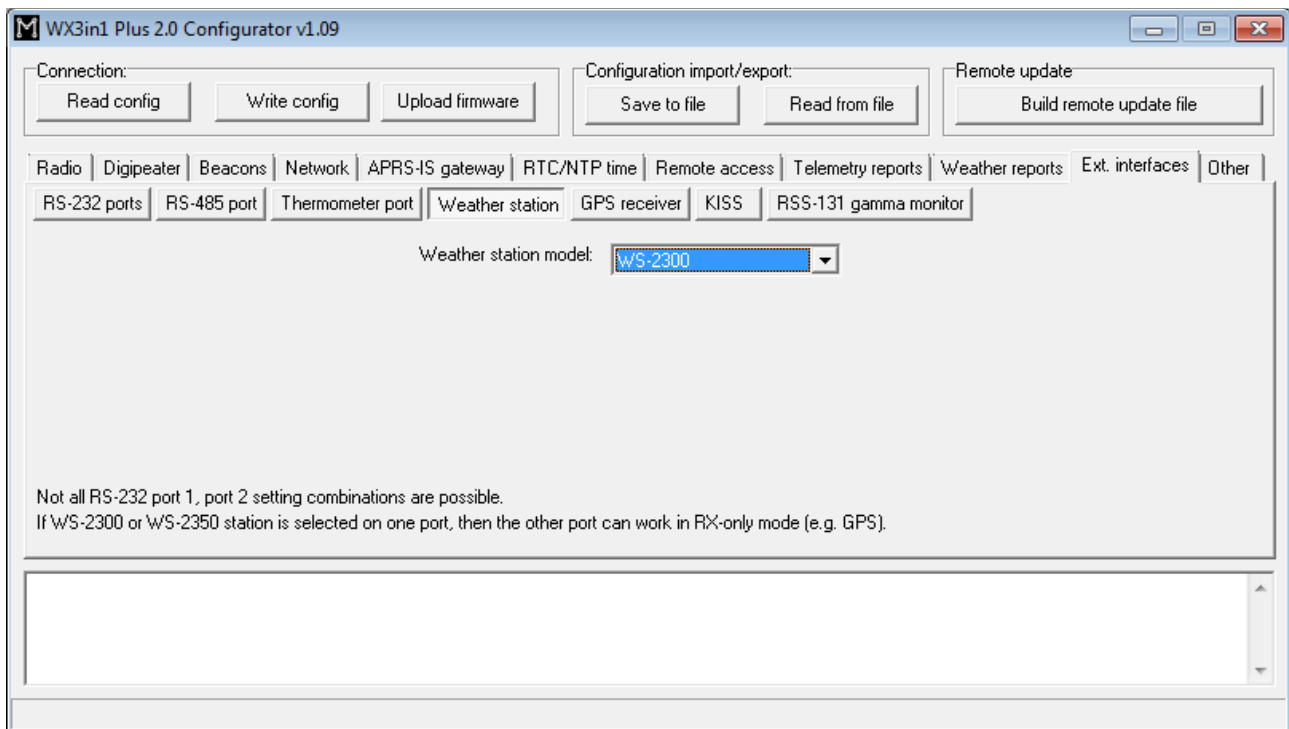 WX3in1 Plus 2.0 Configurator v1.09
Connection: Configuration import/export: Remote update
Read config Write config Upload firmware Save to file Read from file Build remote update file
Radio Digipeater Beacons Network APRS-IS gateway RTC/NTP time Remote access Telemetry reports Weather reports Ext. interfaces Other
RS-232 ports RS-485 port Thermometer port Weather station GPS receiver KISS RSS-131 gamma monitor
Weather station model: WS-2300
Not all RS-232 port 1, port 2 setting combinations are possible.
If WS-2300 or WS-2350 station is selected on one port, then the other port can work in RX-only mode (e.g. GPS).